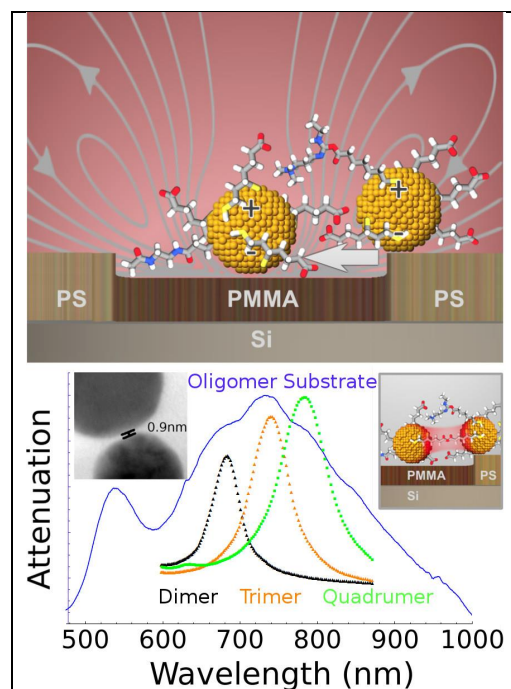 +
+
-
-
PS
PMMA
PS
Si
Oligomer Substrate
0.9nm
PMMA
PS
Si
Attenuation
Dimer
Trimer
Quadrumer
500
600
700
800
900
1000
Wavelength (nm)